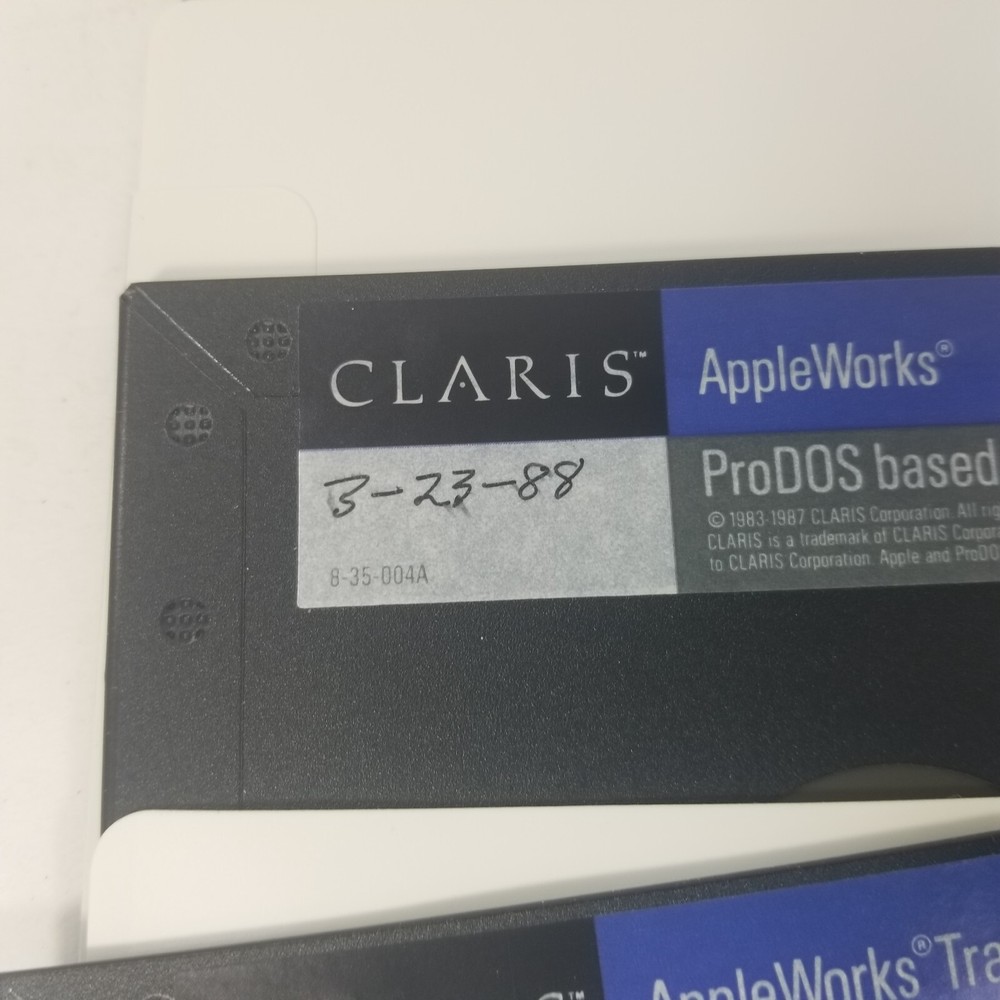 CLARIS™
AppleWorks®
3-23-88
8-35-004A
ProDOS based
© 1983-1987 CLARIS Corporation. All
CLARIS is a trademark of CLARIS
to CLARIS Corporation. Apple and
AppleWorks®